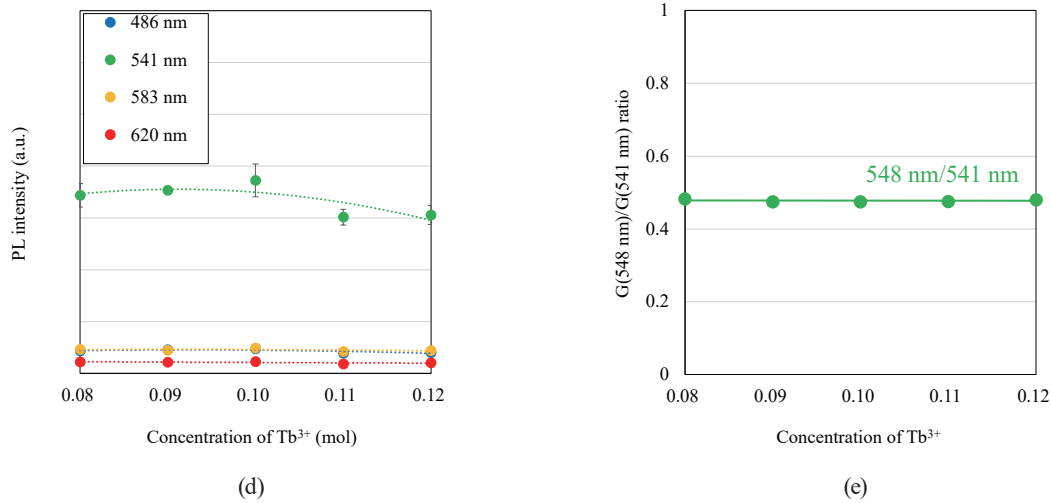 486 nm
541 nm
583 nm
620 nm
PL intensity (a.u.)
0.08 0.09 0.10 0.11 0.12
Concentration of Tb³⁺ (mol)
(d)
1
0.8
0.6
0.4
0.2
0
G(548 nm)/G(541 nm) ratio
548 nm/541 nm
0.08 0.09 0.10 0.11 0.12
Concentration of Tb³⁺
(e)